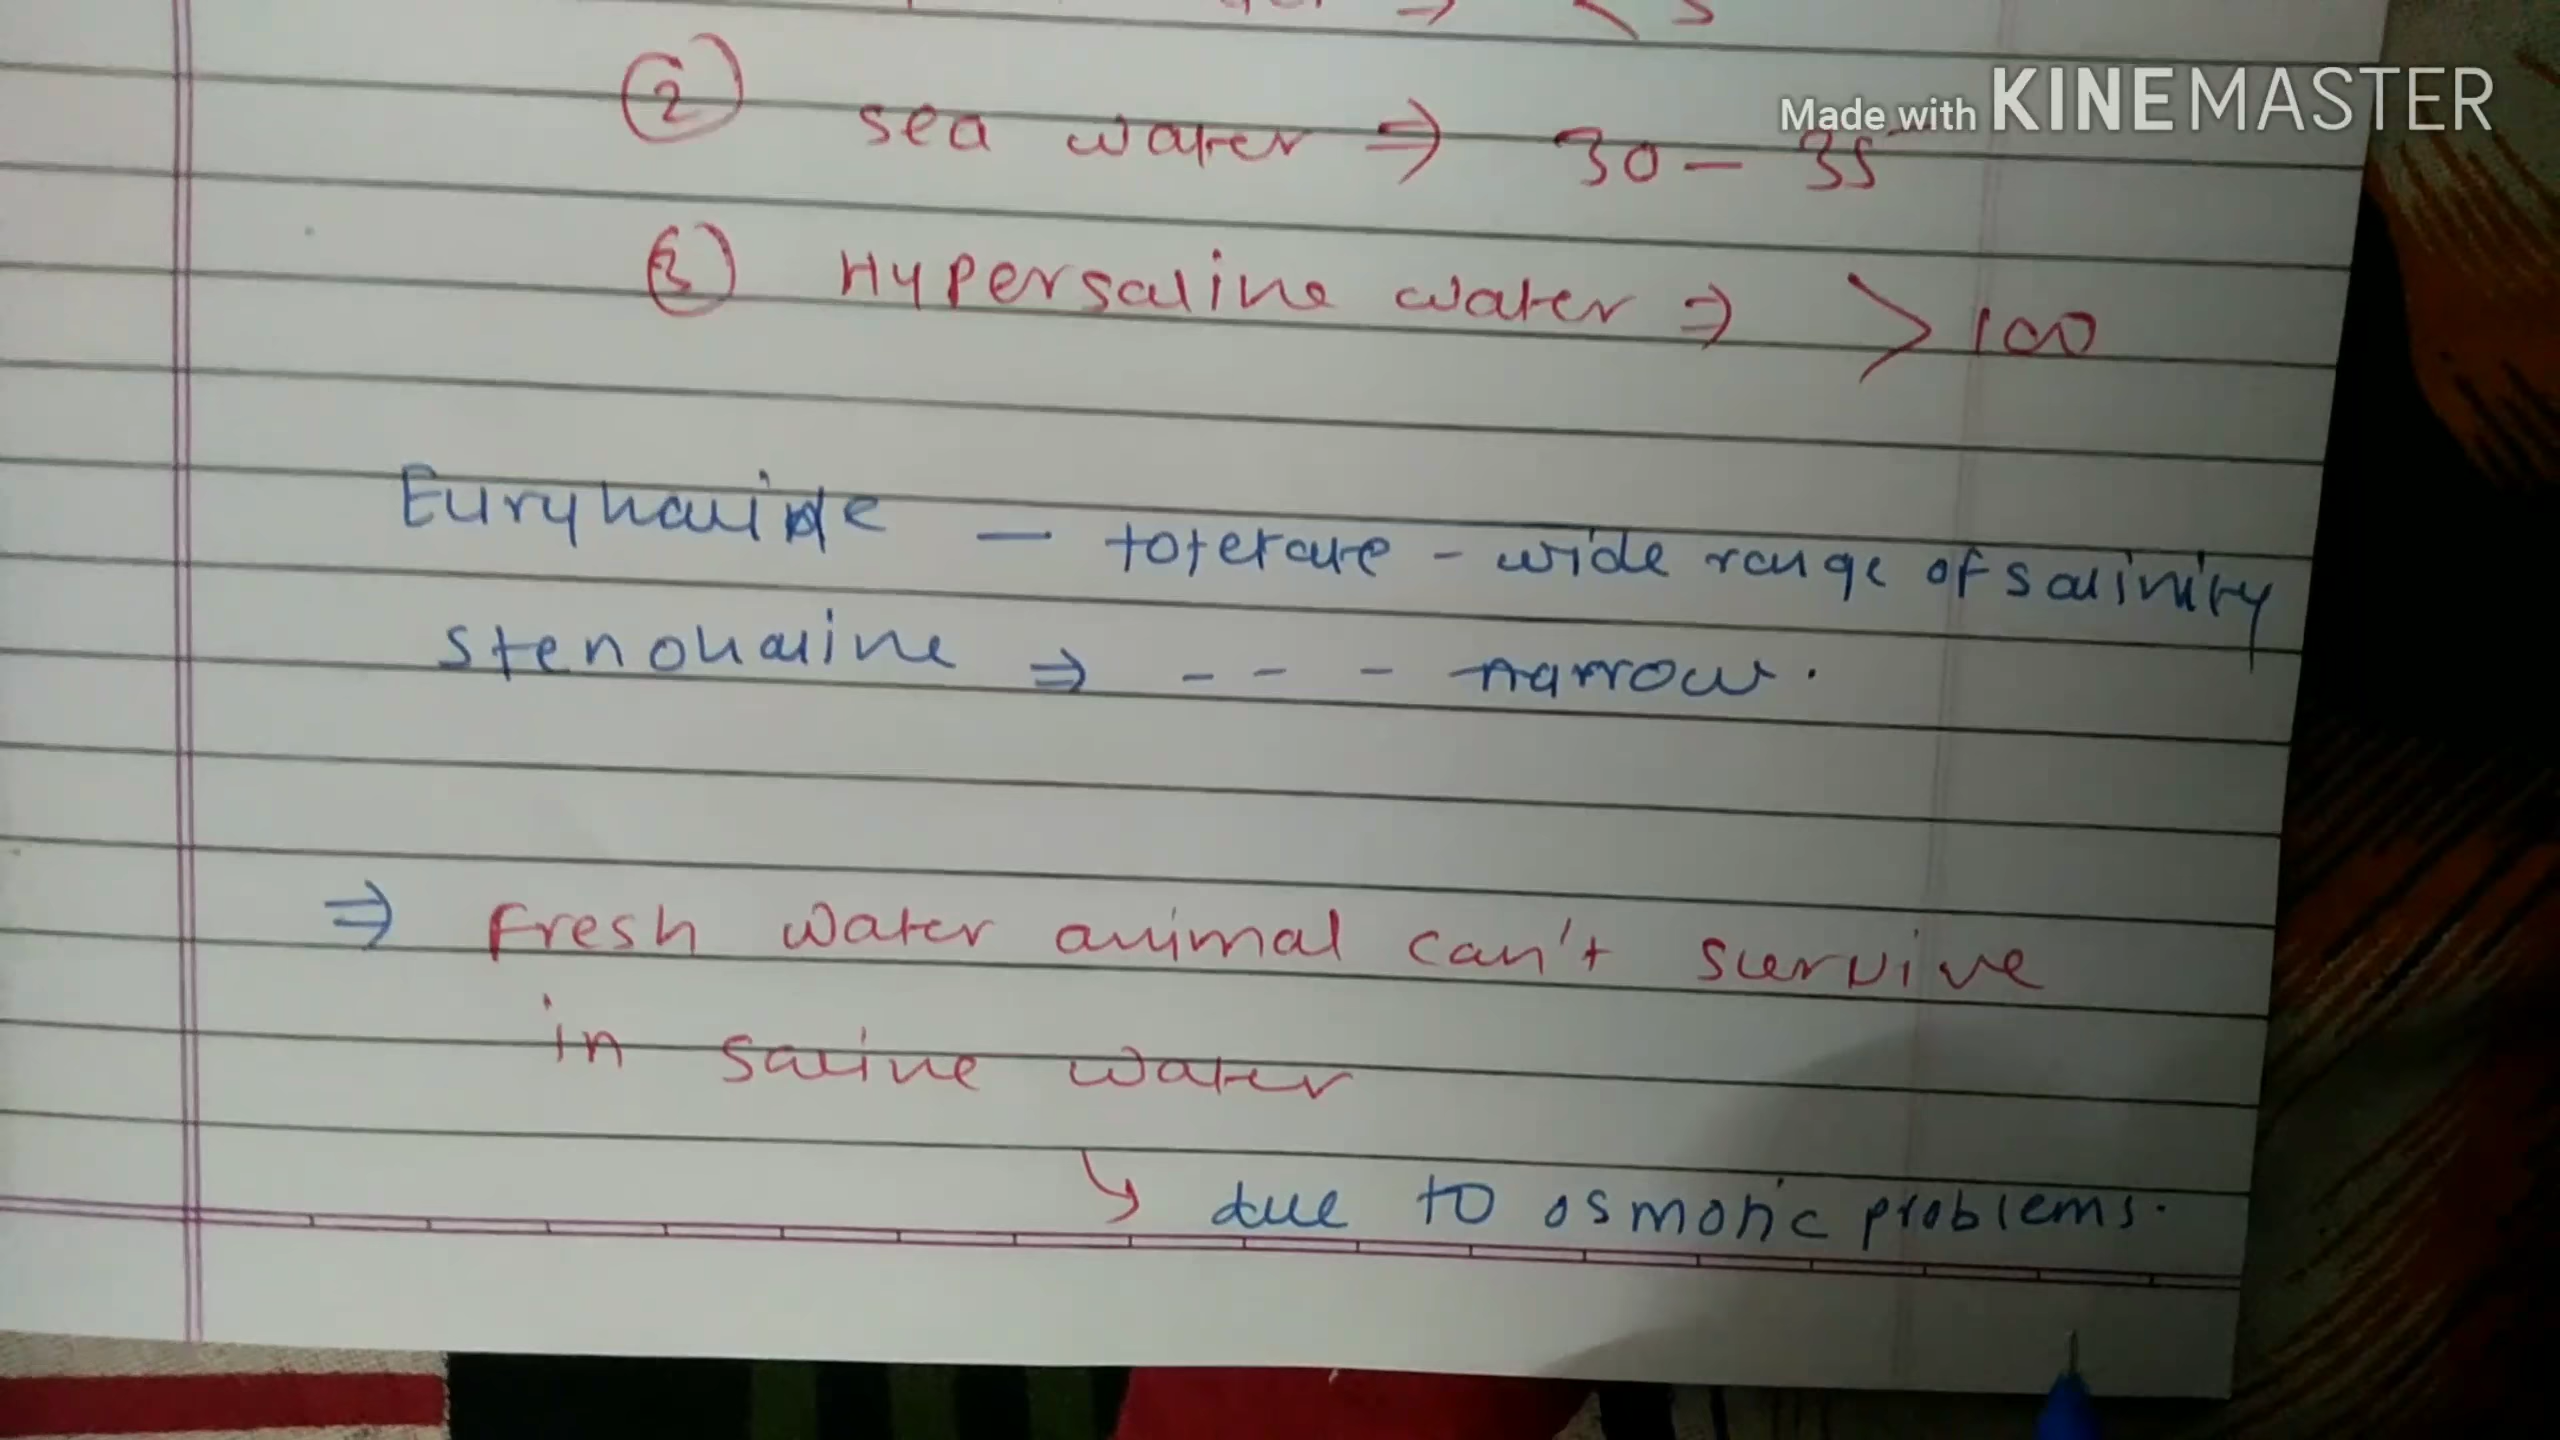 ② sea water ⇒ 30 - 35
Made with KINEMASTER
③ Hypersaline water ⇒ > 100
Euryhaline - tolerate - wide range of salinity
Stenohaline ⇒ - - - narrow.
⇒ Fresh water animal can't survive
in saline water
↳ due to osmotic problems.